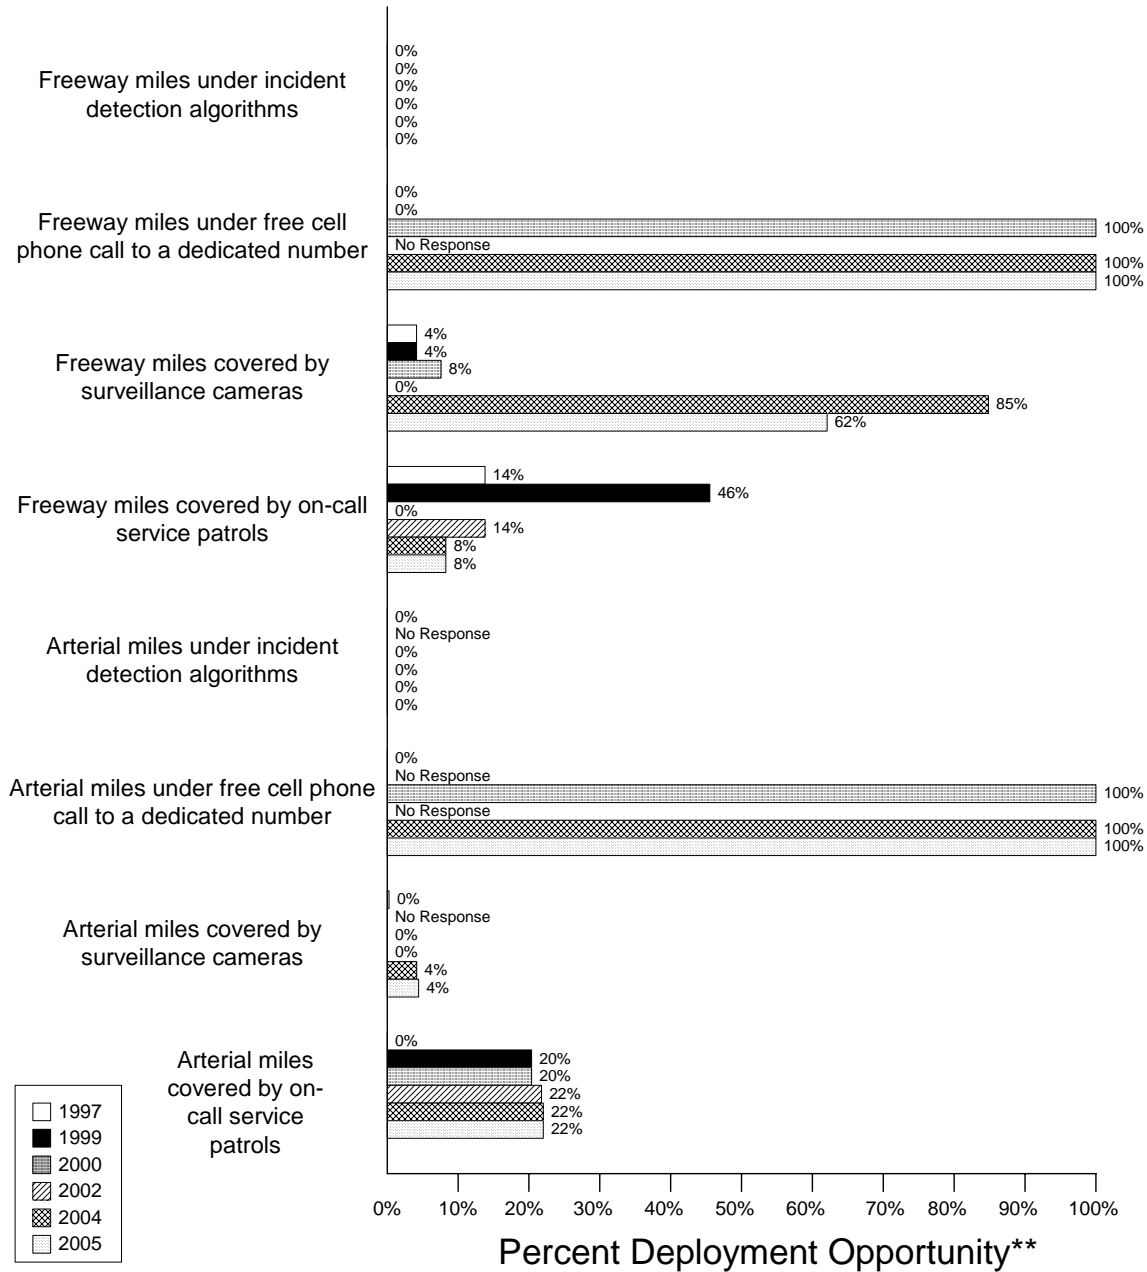 0%
0%
Freeway miles under incident
detection algorithms
0%
0%
0%
0%
0%
0%
Freeway miles under free cell
phone call to a dedicated number
100%
No Response
100%
100%
4%
4%
Freeway miles covered by
surveillance cameras
8%
0%
85%
62%
14%
46%
Freeway miles covered by on-call
service patrols
0%
14%
8%
8%
0%
No Response
Arterial miles under incident
detection algorithms
0%
0%
0%
0%
0%
No Response
Arterial miles under free cell phone
call to a dedicated number
100%
No Response
100%
100%
0%
No Response
Arterial miles covered by
surveillance cameras
0%
0%
4%
4%
0%
20%
Arterial miles
covered by on-
call service
patrols
20%
22%
22%
22%
1997
1999
2000
2002
2004
2005
0% 10% 20% 30% 40% 50% 60% 70% 80% 90% 100%
Percent Deployment Opportunity**